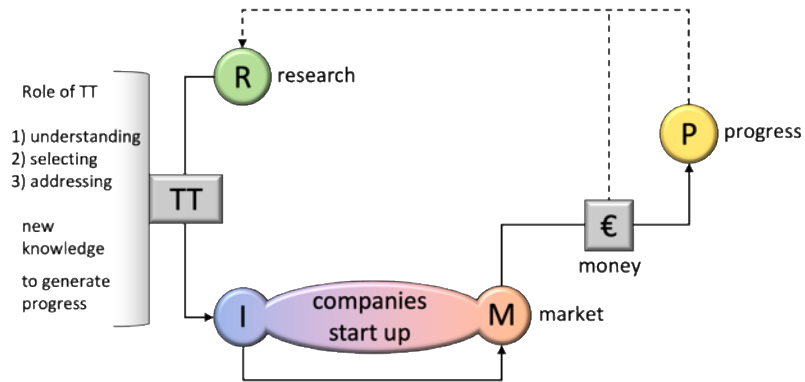 R
research
Role of TT
1) understanding
2) selecting
3) addressing
new
knowledge
to generate
progress
TT
P
progress
€
money
I
companies
start up
M
market